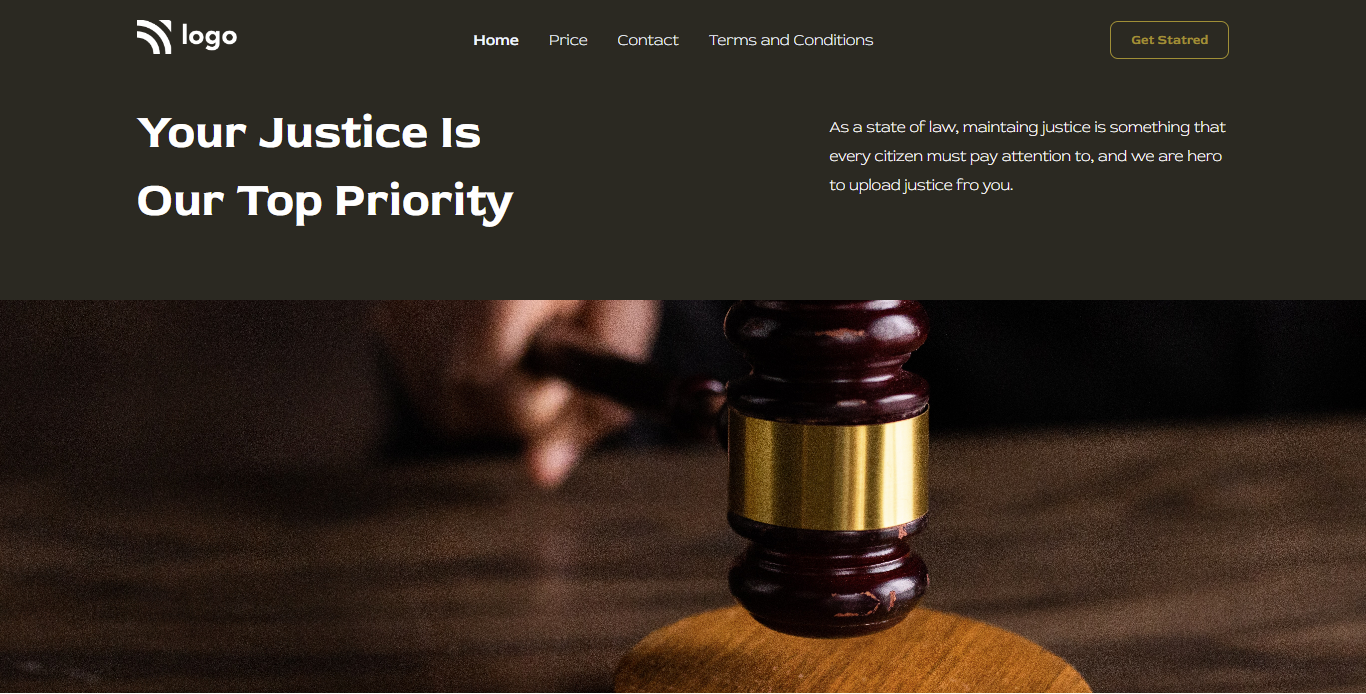 logo
Home
Price
Contact
Terms and Conditions
Get Statred
Your Justice Is
Our Top Priority
As a state of law, maintaing justice is something that
every citizen must pay attention to, and we are hero
to upload justice fro you.